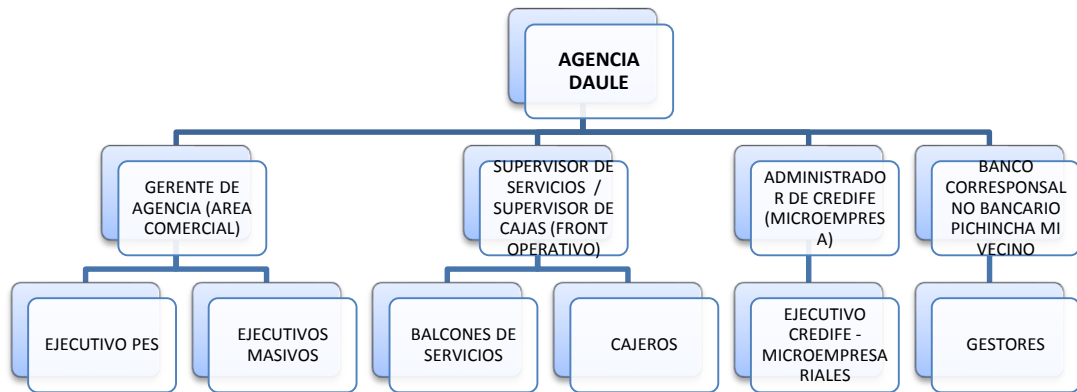 AGENCIA
DAULE
GERENTE DE
AGENCIA (AREA
COMERCIAL)
SUPERVISOR DE
SERVICIOS /
SUPERVISOR DE
CAJAS (FRONT
OPERATIVO)
ADMINISTRADO
R DE CREDIFE
(MICROEMPRES
A)
BANCO
CORRESPONSAL
NO BANCARIO
PICHINCHA MI
VECINO
EJECUTIVO PES
EJECUTIVOS
MASIVOS
BALCONES DE
SERVICIOS
CAJEROS
EJECUTIVO
CREDIFE -
MICROEMPRESA
RIALES
GESTORES